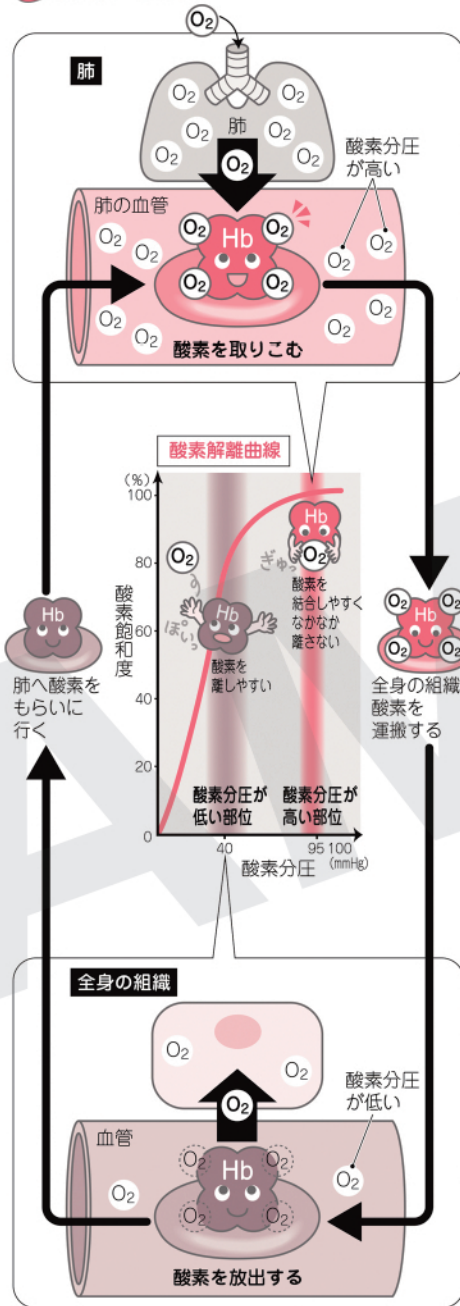 O₂
肺
O₂ O₂
O₂ O₂
肺
O₂ O₂
O₂ O₂
O₂
酸素分圧
が高い
肺の血管
O₂ O₂
O₂ O₂
Hb
O₂ O₂
O₂ O₂
O₂ O₂
O₂ O₂
酸素を取りこむ
酸素解離曲線
(%)
100
80
60
40
20
0
酸素飽和度
O₂
ぽいっ
Hb
酸素を
離しやすい
Hb
ぎゅっ
O₂
酸素を
結合しやすく
なかなか
離さない
酸素分圧が
低い部位
酸素分圧が
高い部位
40
95 100
(mmHg)
酸素分圧
Hb
肺へ酸素を
もらいに
行く
O₂ Hb O₂
O₂ O₂
全身の組織
酸素を
運搬する
全身の組織
O₂
O₂
O₂
酸素分圧
が低い
血管
O₂
O₂ Hb O₂
O₂ O₂
O₂
酸素を放出する